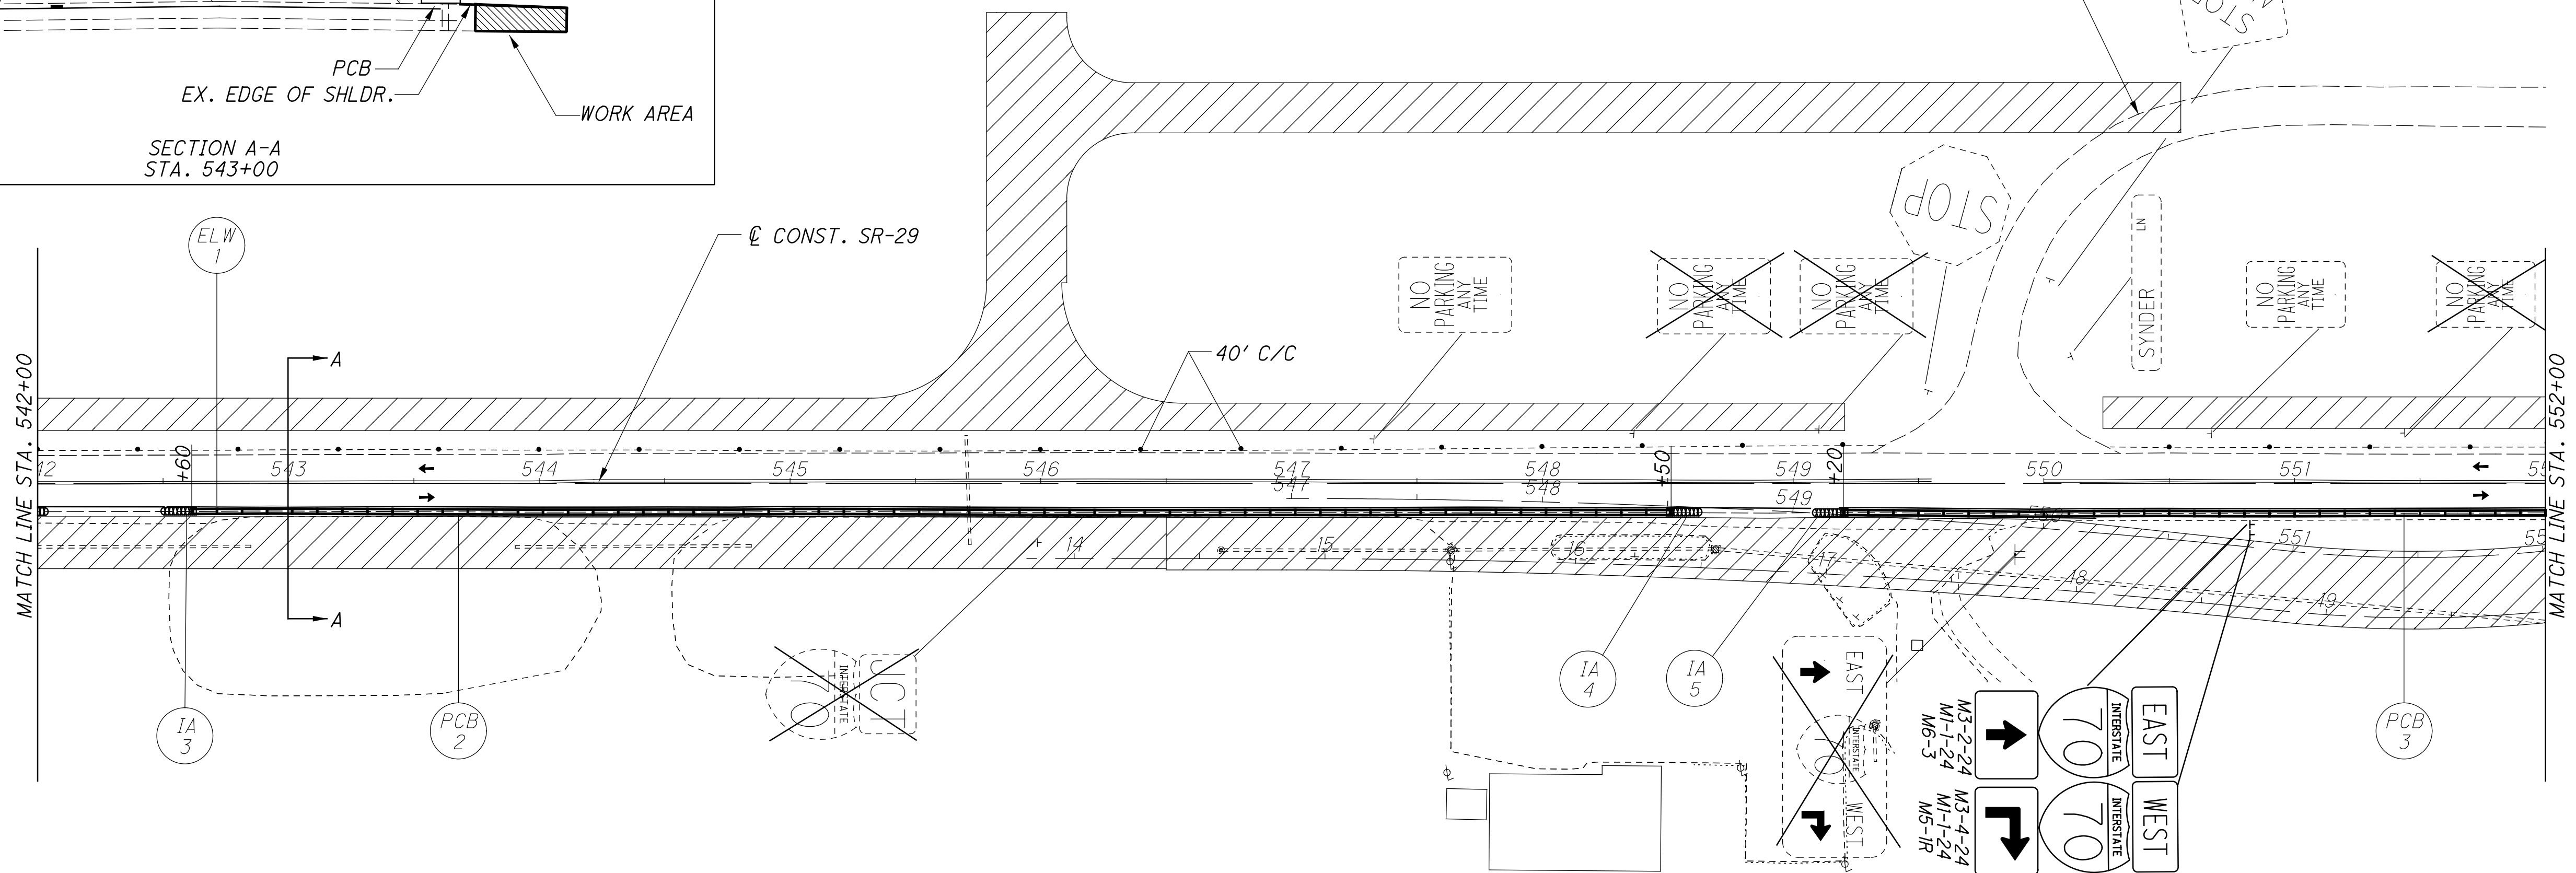 PCB
EX. EDGE OF SHLDR.
WORK AREA
SECTION A-A
STA. 543+00
STOP
ELW
1
℄ CONST. SR-29
STOP
SYNDER LN
NO
PARKING
ANY
TIME
NO
PARKING
ANY
TIME
NO
PARKING
ANY
TIME
NO
PARKING
ANY
TIME
NO
PARKING
ANY
TIME
A
40' C/C
MATCH LINE STA. 542+00
MATCH LINE STA. 552+00
+60
+50
+20
543
544
545
546
547
548
549
550
551
547
548
549
550
551
14
15
16
17
18
19
A
IA
3
PCB
2
JCT
INTERSTATE
70
IA
4
IA
5
EAST
INTERSTATE
70
WEST
M3-2-24
M1-1-24
M6-3
EAST
INTERSTATE
70
M3-4-24
M1-1-24
M5-1R
WEST
INTERSTATE
70
PCB
3